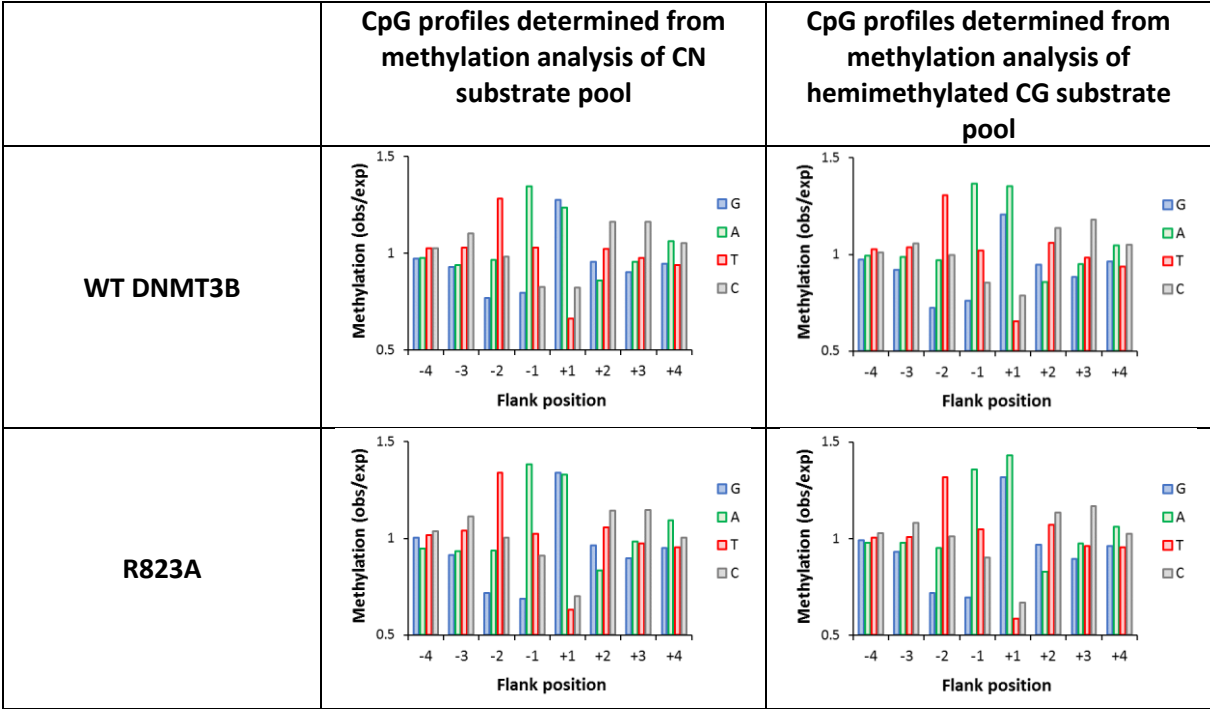 CpG profiles determined from
methylation analysis of CN
substrate pool
CpG profiles determined from
methylation analysis of
hemimethylated CG substrate
pool
WT DNMT3B
Methylation (obs/exp)
1.5
1
0.5
-4 -3 -2 -1 +1 +2 +3 +4
Flank position
G
A
T
C
Methylation (obs/exp)
1.5
1
0.5
-4 -3 -2 -1 +1 +2 +3 +4
Flank position
G
A
T
C
R823A
Methylation (obs/exp)
1.5
1
0.5
-4 -3 -2 -1 +1 +2 +3 +4
Flank position
G
A
T
C
Methylation (obs/exp)
1.5
1
0.5
-4 -3 -2 -1 +1 +2 +3 +4
Flank position
G
A
T
C